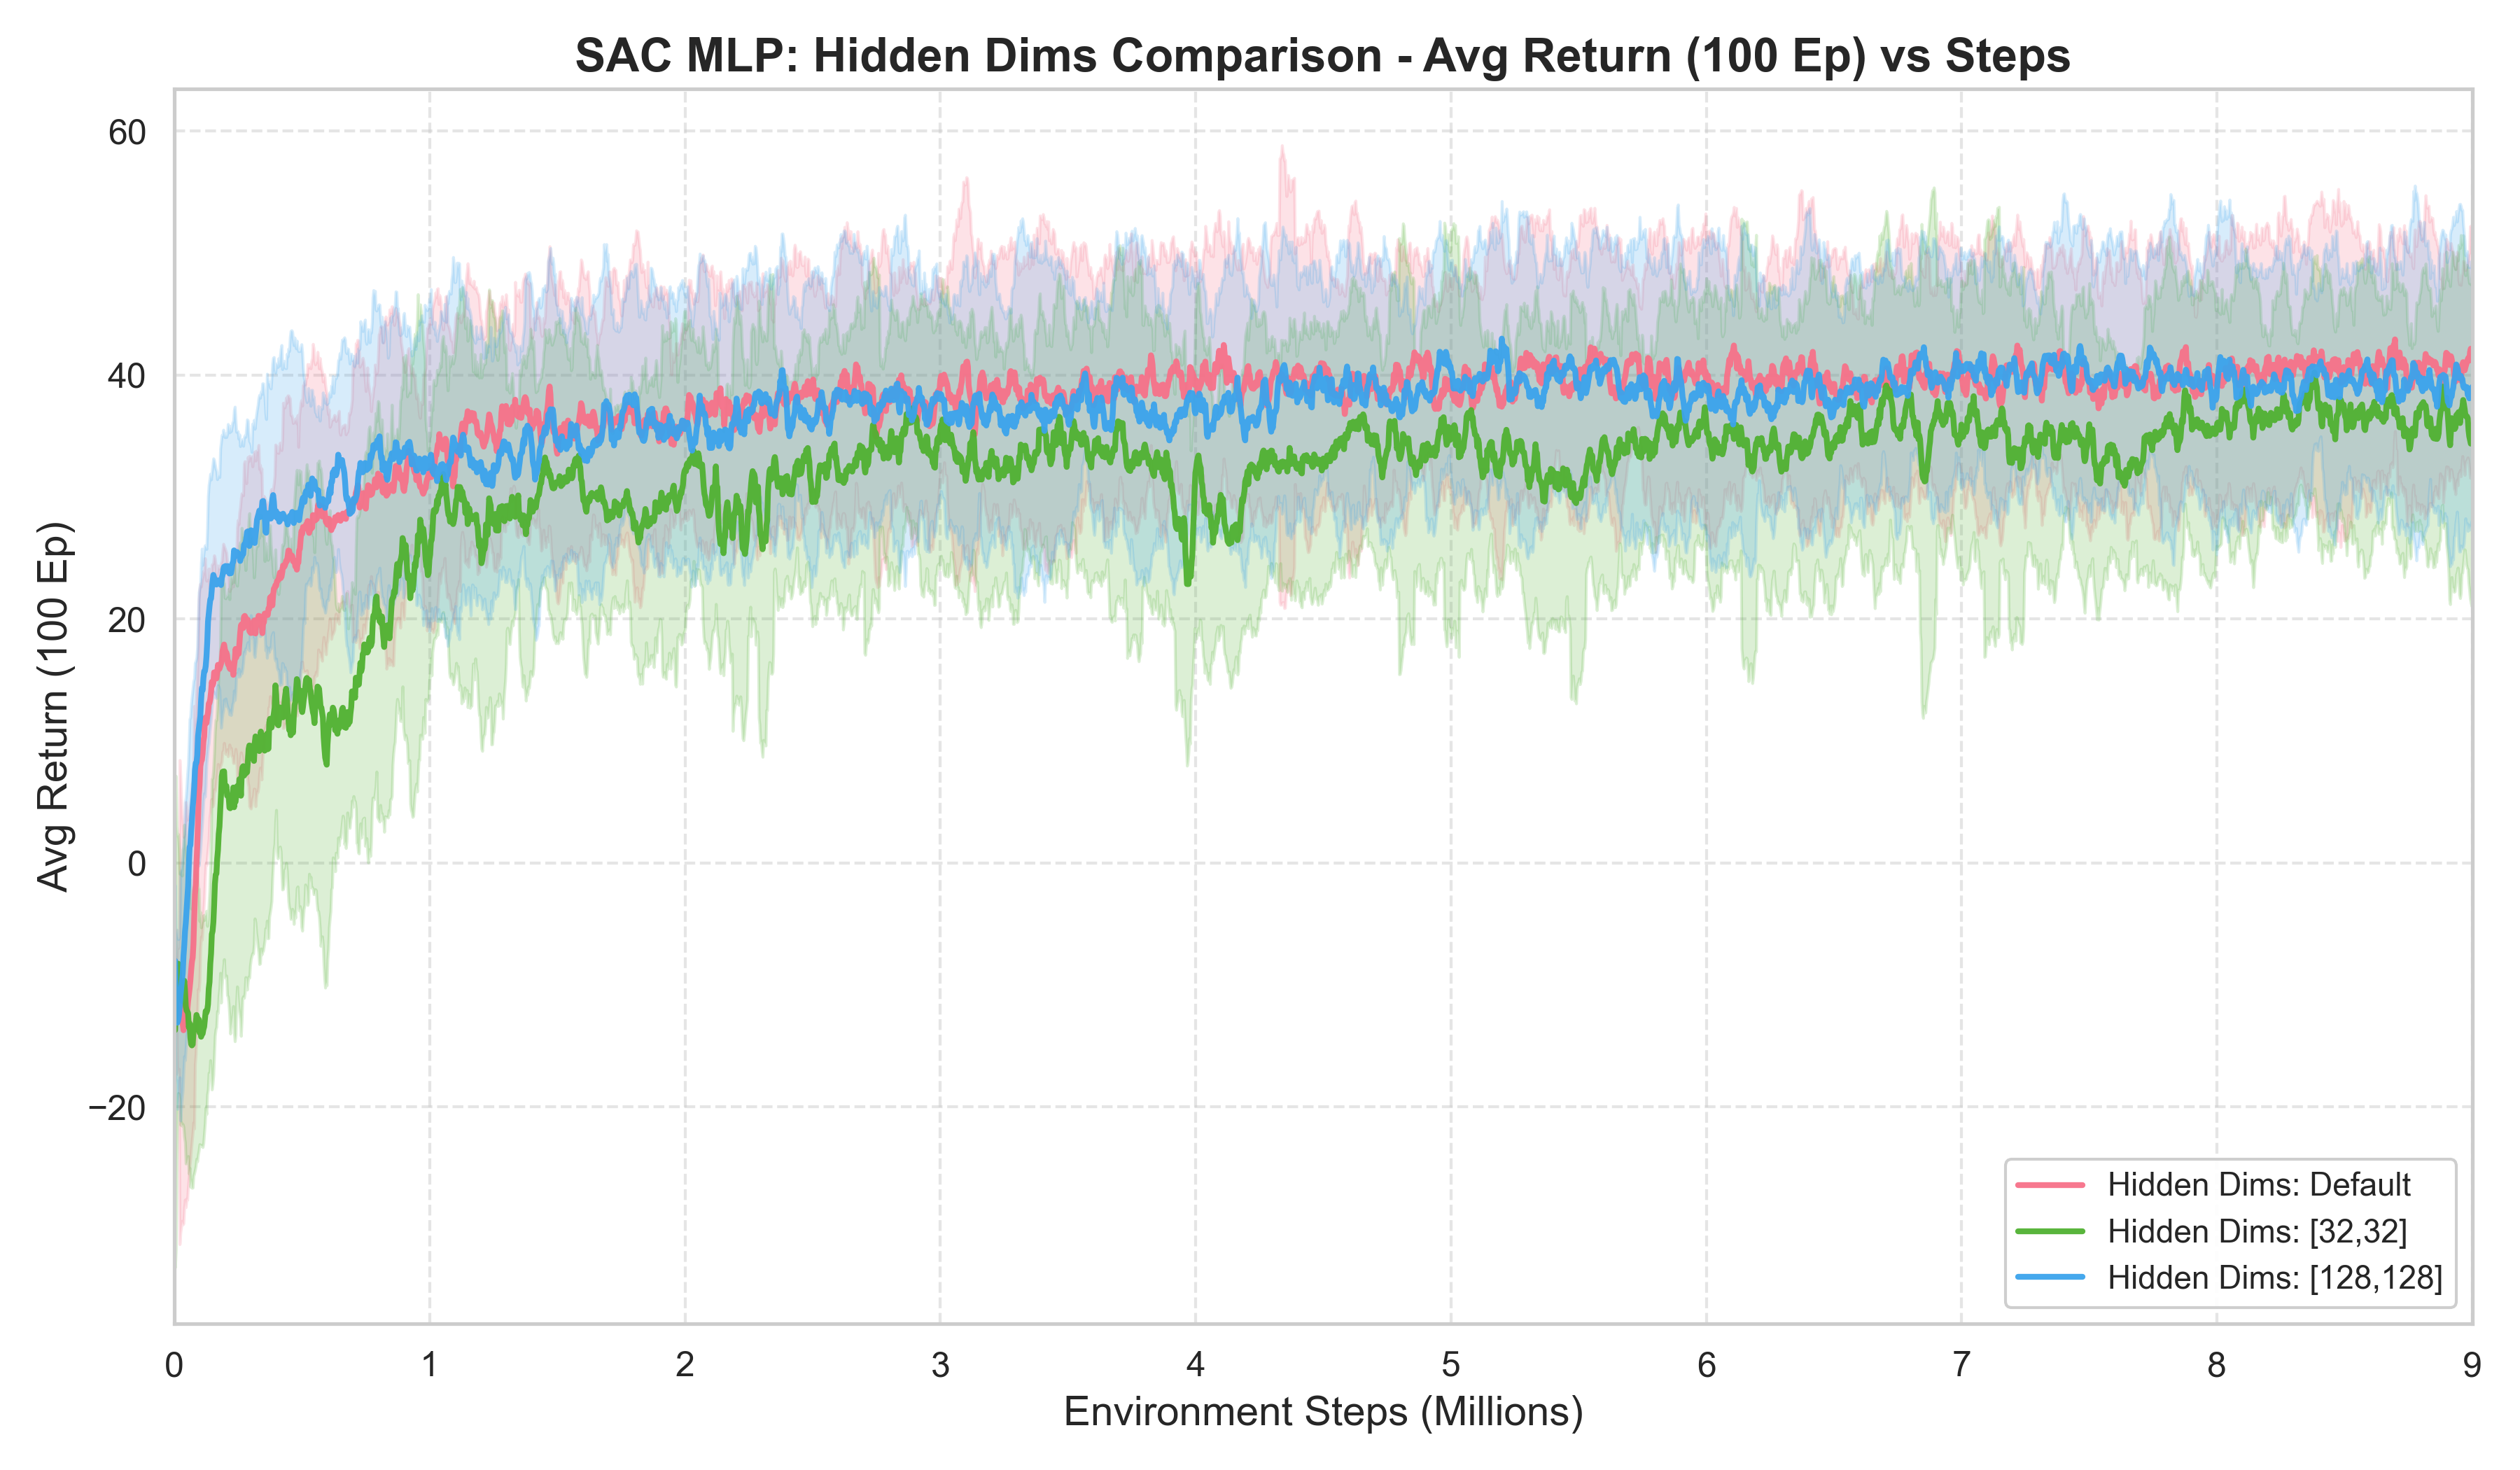 SAC MLP: Hidden Dims Comparison - Avg Return (100 Ep) vs Steps
Avg Return (100 Ep)
60
40
20
0
−20
0 1 2 3 4 5 6 7 8 9
Environment Steps (Millions)
Hidden Dims: Default
Hidden Dims: [32,32]
Hidden Dims: [128,128]